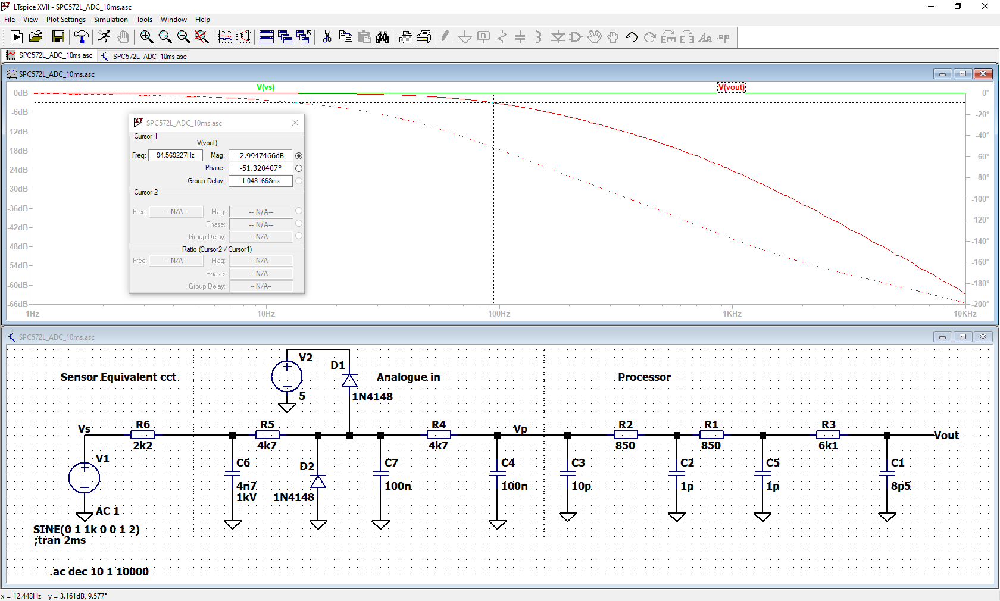 LTspice XVII - SPC572L_ADC_10ms.asc
File View Plot Settings Simulation Tools Window Help
SPC572L_ADC_10ms.asc SPC572L_ADC_10ms.asc
SPC572L_ADC_10ms.asc
V(vs) V(vout)
0dB
-6dB
-12dB
-18dB
-24dB
-30dB
-36dB
-42dB
-48dB
-54dB
-60dB
-66dB
0°
-20°
-40°
-60°
-80°
-100°
-120°
-140°
-160°
-180°
-200°
1Hz 10Hz 100Hz 1KHz 10KHz
SPC572L_ADC_10ms.asc
Cursor 1
V(vout)
Freq: 94.569227Hz Mag: -2.9947466dB
Phase: -51.320407°
Group Delay: 1.0481668ms
Cursor 2
Freq: -- N/A-- Mag: -- N/A--
Phase: -- N/A--
Group Delay: -- N/A--
Ratio (Cursor2 / Cursor1)
Freq: -- N/A-- Mag: -- N/A--
Phase: -- N/A--
Group Delay: -- N/A--
SPC572L_ADC_10ms.asc
Sensor Equivalent cct
Analogue in
Processor
V2
5
D1
1N4148
Vs
R6
2k2
R5
4k7
R4
4k7
Vp
R2
850
R1
850
R3
6k1
Vout
V1
AC 1
SINE(0 1 1k 0 0 1 2)
;tran 2ms
C6
4n7
1kV
D2
1N4148
C7
100n
C4
100n
C3
10p
C2
1p
C5
1p
C1
8p5
.ac dec 10 1 10000
x = 12.448Hz y = 3.161dB, 9.577°